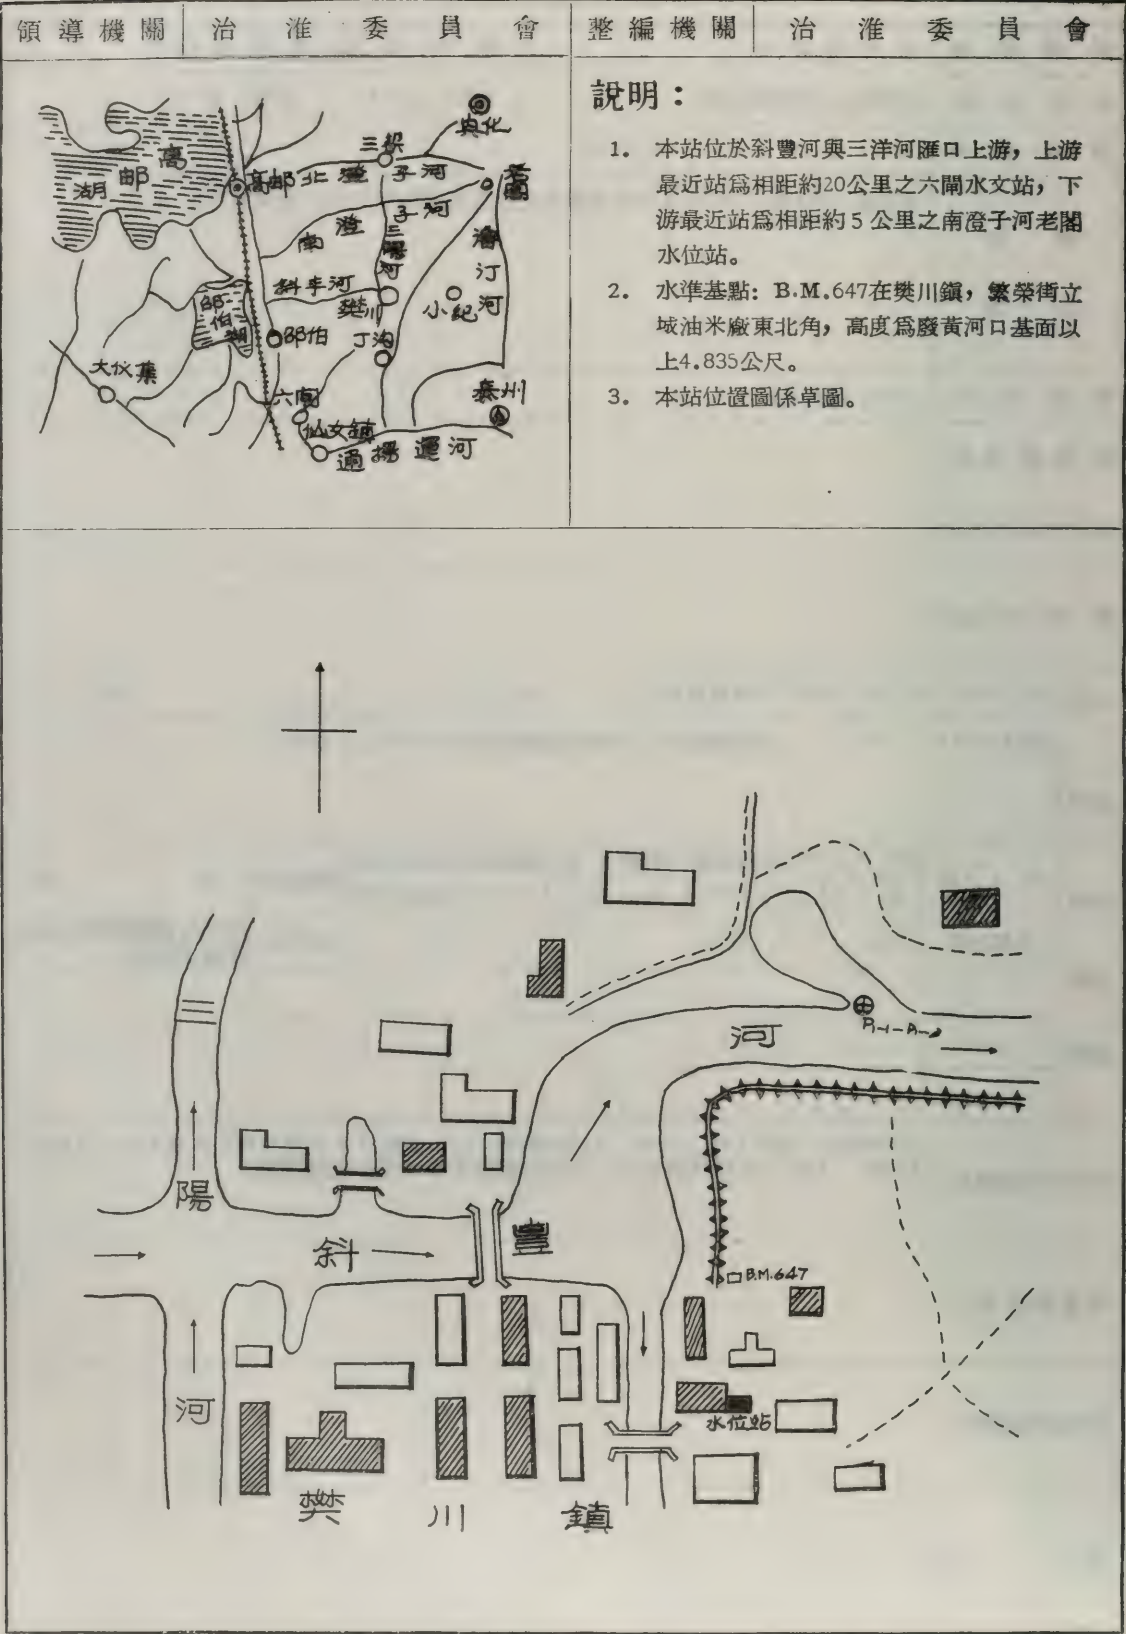 領導機關 治淮委員會 整編機關 治淮委員會
說明：
1. 本站位於斜豐河與三洋河匯口上游，上游
最近站爲相距約20公里之六閘水文站，下
游最近站爲相距約5公里之南澄子河老閣
水位站。
2. 水準基點：B.M.647在樊川鎮，繁榮街立
城油米廠東北角，高度爲廢黃河口基面以
上4.835公尺。
3. 本站位置圖係草圖。
高郵湖
高邮
北澄子河
三垛
興化
老閣
南澄子河
三陽河
斜丰河
樊川
小紀
汀河
邵伯湖
邵伯
丁沟
大仪集
六閘
仙女鎮
泰州
通揚運河
河
陽
斜
豐
B.M.647
河
水位站
樊川鎮